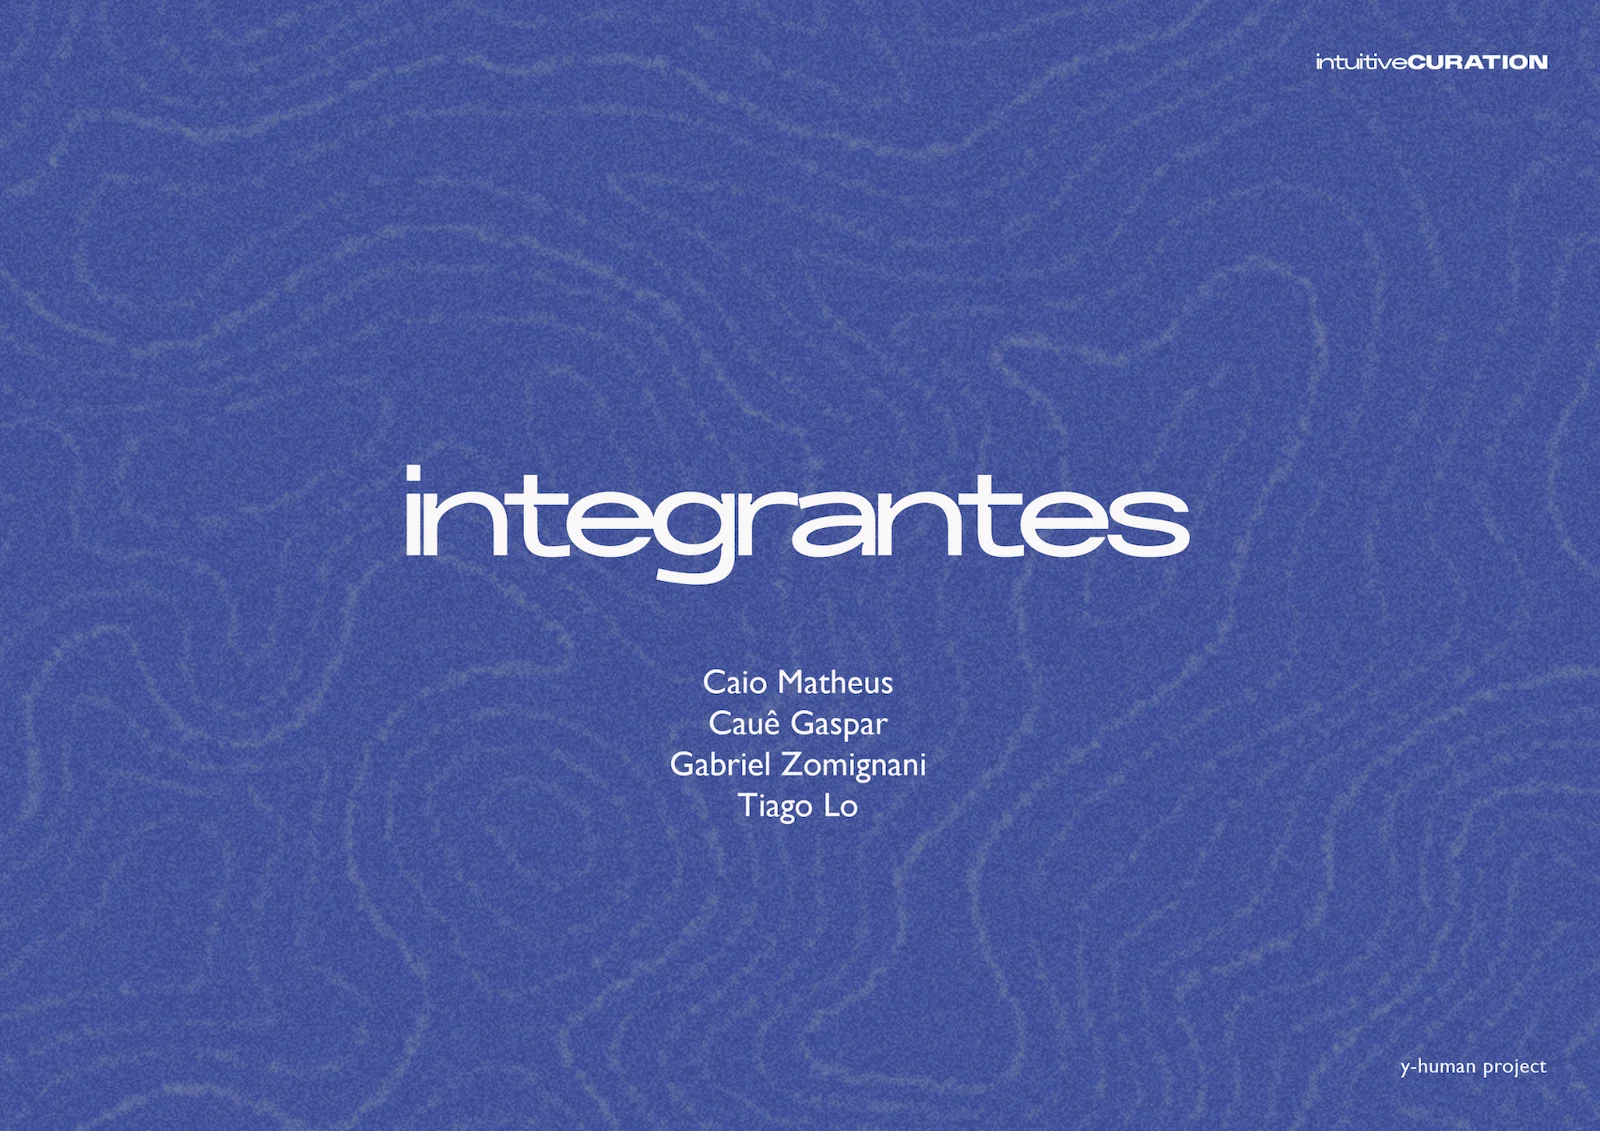 intuitiveCURATION
integrantes
Caio Matheus
Cauê Gaspar
Gabriel Zomignani
Tiago Lo
y-human project